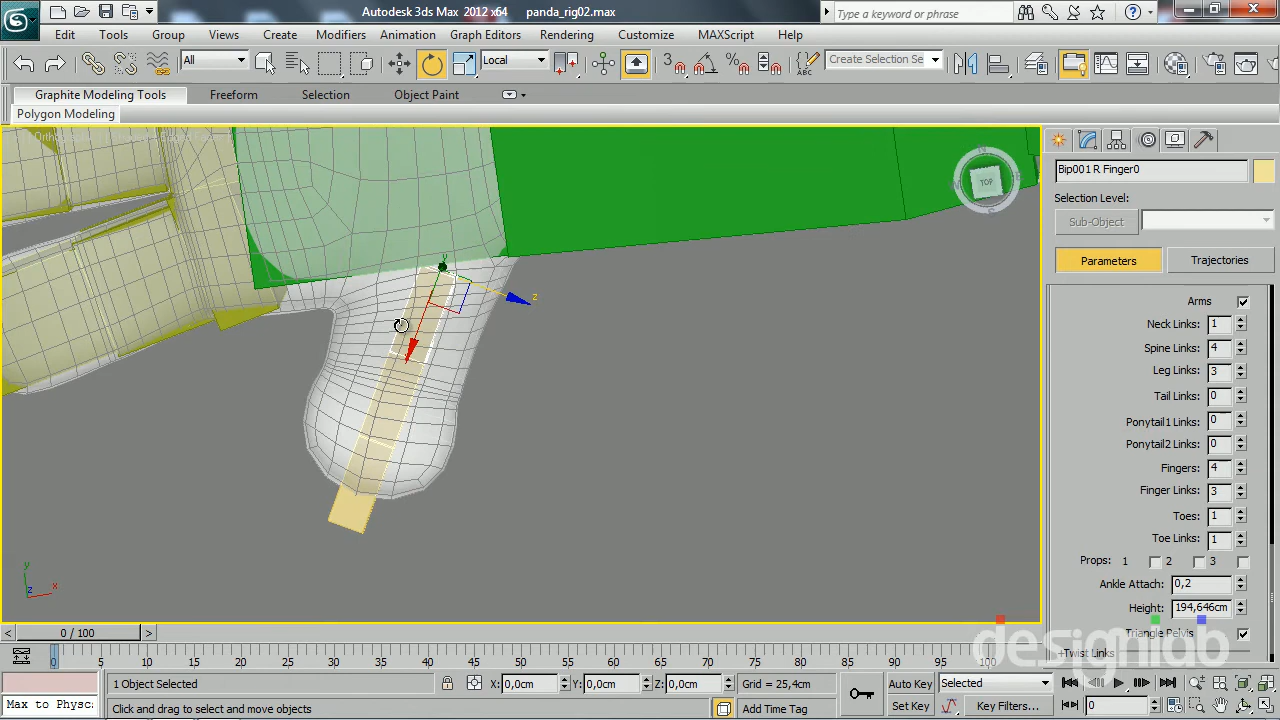 Autodesk 3ds Max 2012 x64 panda_rig02.max
Type a keyword or phrase
Edit Tools Group Views Create Modifiers Animation Graph Editors Rendering Customize MAXScript Help
All Local Create Selection Se
Graphite Modeling Tools Freeform Selection Object Paint
Polygon Modeling
TOP
y
z
Bip001 R Finger0
Selection Level:
Sub-Object
Parameters Trajectories
Arms
Neck Links: 1
Spine Links: 4
Leg Links: 3
Tail Links: 0
Ponytail1 Links: 0
Ponytail2 Links: 0
Fingers: 4
Finger Links: 3
Toes: 1
Toe Links: 1
Props: 1 2 3
Ankle Attach: 0,2
Height: 194,646cm
Triangle Pelvis
+Twist Links
designlab
y
z x
< 0 / 100 >
0 5 10 15 20 25 30 35 40 45 50 55 60 65 70 75 80 85 90 95 100
1 Object Selected X: 0,0cm Y: 0,0cm Z: 0,0cm Grid = 25,4cm Auto Key Selected
Max to Physc: Click and drag to select and move objects Add Time Tag Set Key Key Filters... 0